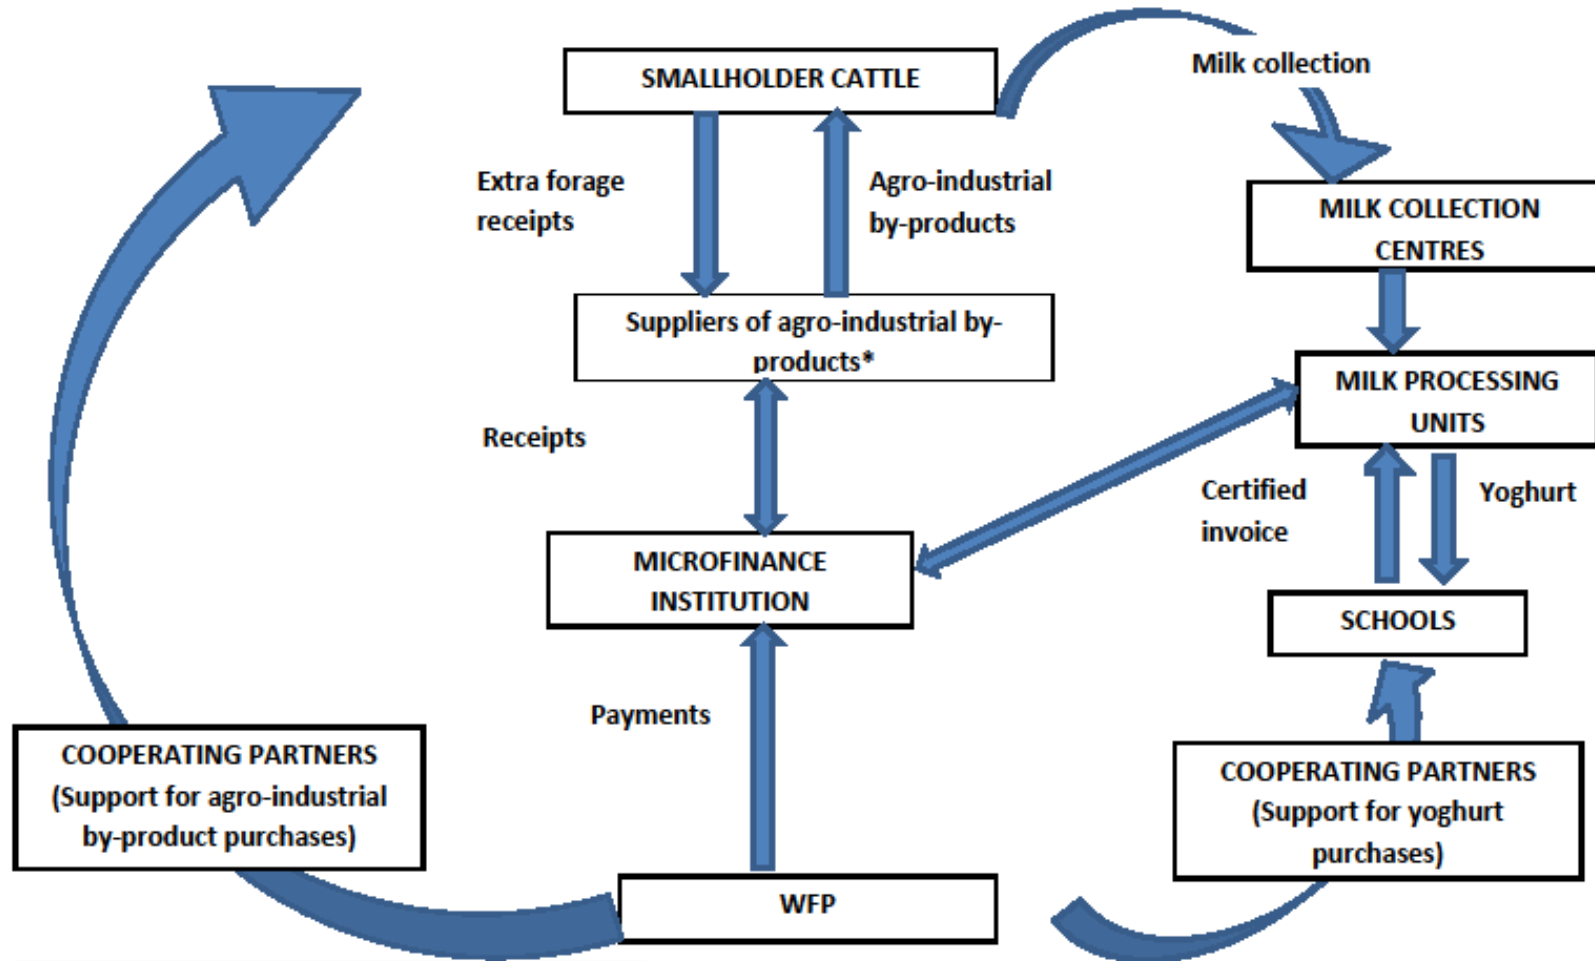 SMALLHOLDER CATTLE
Milk collection
Extra forage
receipts
Agro-industrial
by-products
MILK COLLECTION
CENTRES
Suppliers of agro-industrial by-
products*
MILK PROCESSING
UNITS
Receipts
Certified
invoice
Yoghurt
MICROFINANCE
INSTITUTION
SCHOOLS
Payments
COOPERATING PARTNERS
(Support for agro-industrial
by-product purchases)
COOPERATING PARTNERS
(Support for yoghurt
purchases)
WFP